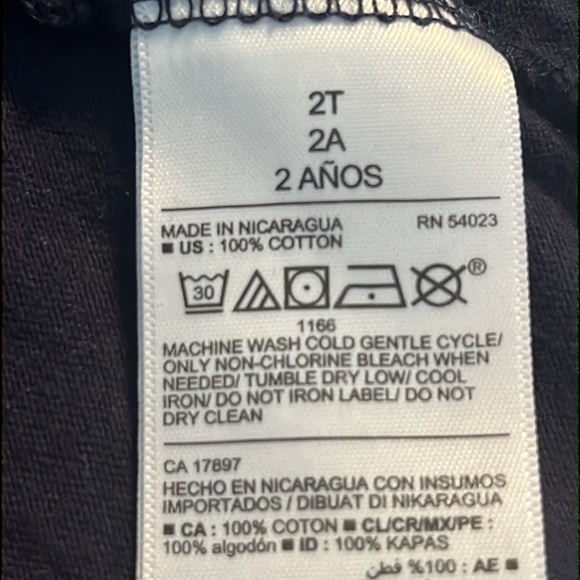 2T
2A
2 AÑOS
MADE IN NICARAGUA RN 54023
■ US : 100% COTTON
30 ®
1166
MACHINE WASH COLD GENTLE CYCLE/
ONLY NON-CHLORINE BLEACH WHEN
NEEDED/ TUMBLE DRY LOW/ COOL
IRON/ DO NOT IRON LABEL/ DO NOT
DRY CLEAN
CA 17897
HECHO EN NICARAGUA CON INSUMOS
IMPORTADOS / DIBUAT DI NIKARAGUA
■ CA : 100% COTON ■ CL/CR/MX/PE :
100% algodón ■ ID : 100% KAPAS
■ AE : 100% قطن